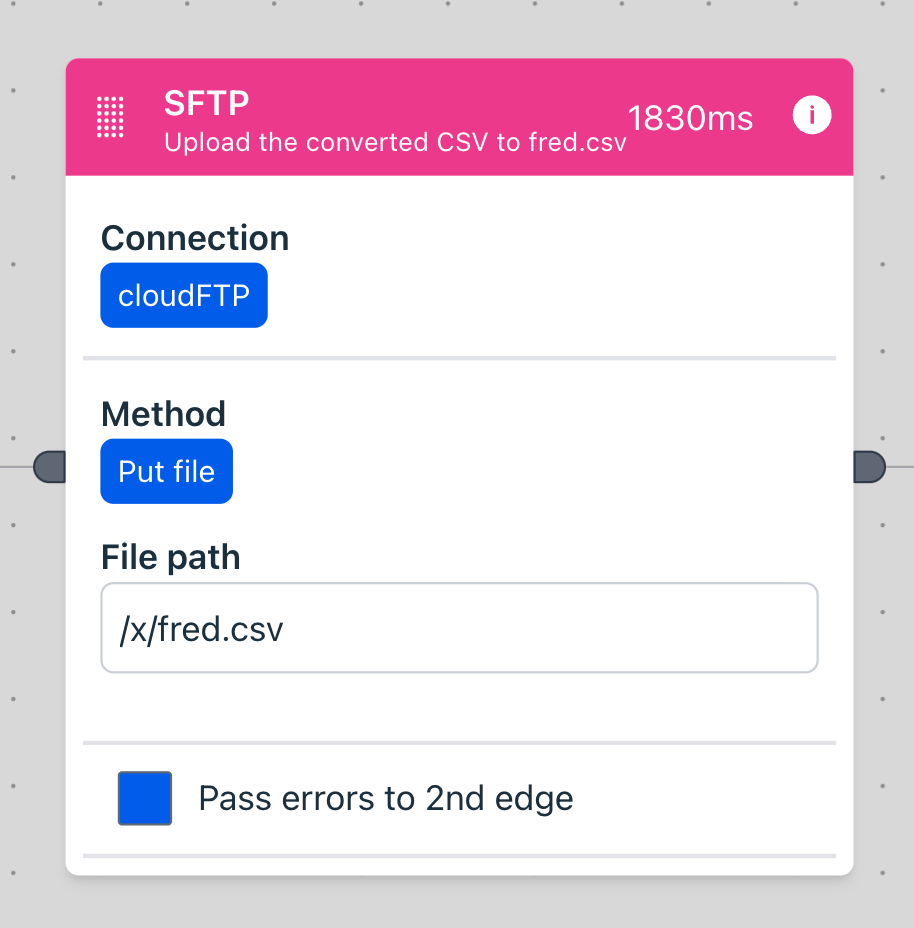 SFTP
1830ms
i
Upload the converted CSV to fred.csv
Connection
cloudFTP
Method
Put file
File path
/x/fred.csv
Pass errors to 2nd edge